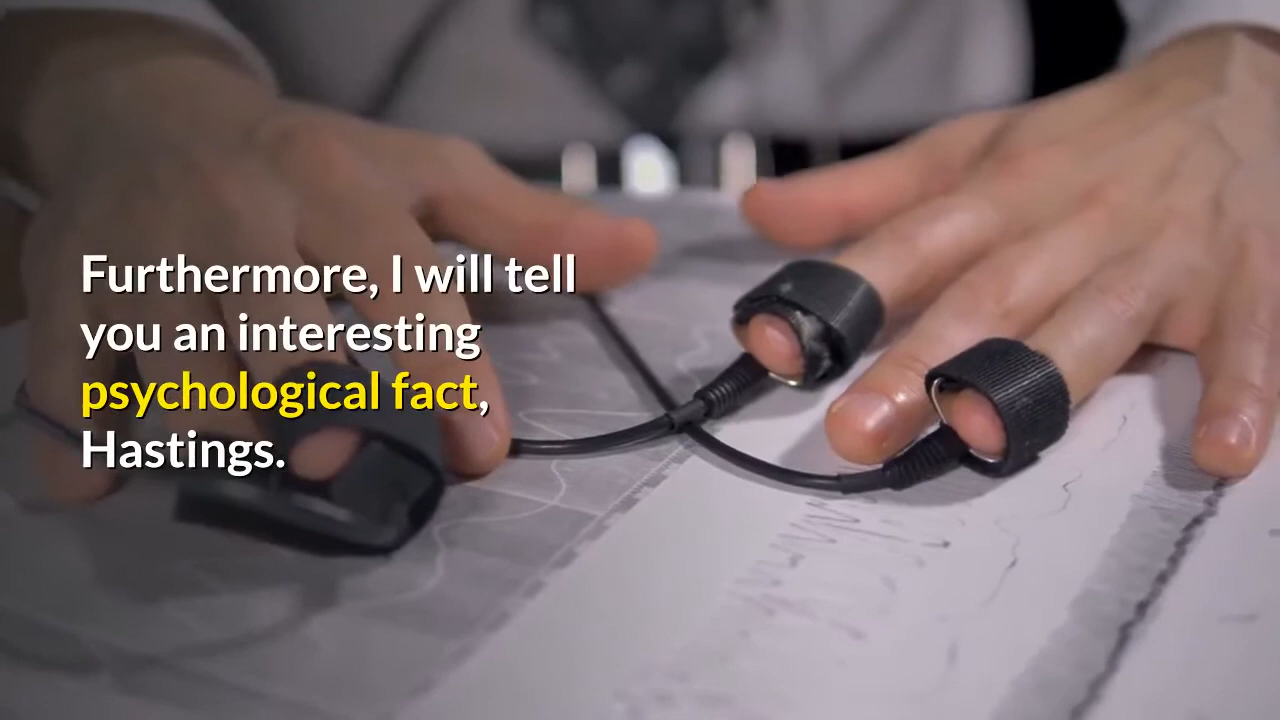 Furthermore, I will tell
you an interesting
psychological fact,
Hastings.